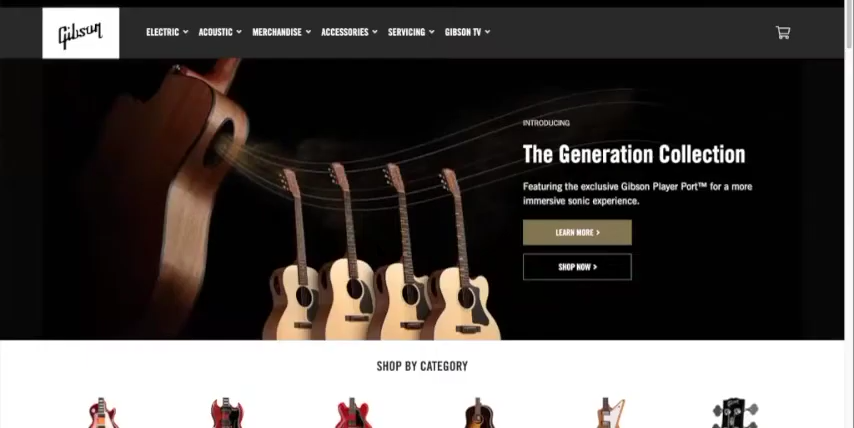 Gibson
ELECTRIC
ACOUSTIC
MERCHANDISE
ACCESSORIES
SERVICING
GIBSON TV
INTRODUCING
The Generation Collection
Featuring the exclusive Gibson Player Port™ for a more
immersive sonic experience.
LEARN MORE >
SHOP NOW >
SHOP BY CATEGORY